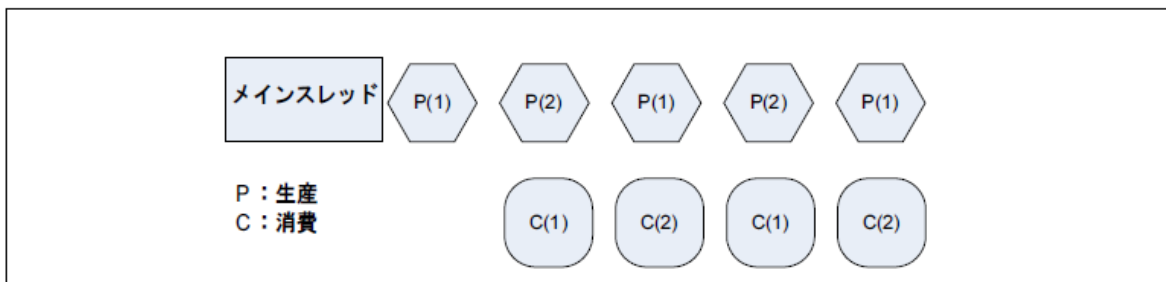 メインスレッド P(1) P(2) P(1) P(2) P(1)
P：生産
C：消費
C(1) C(2) C(1) C(2)